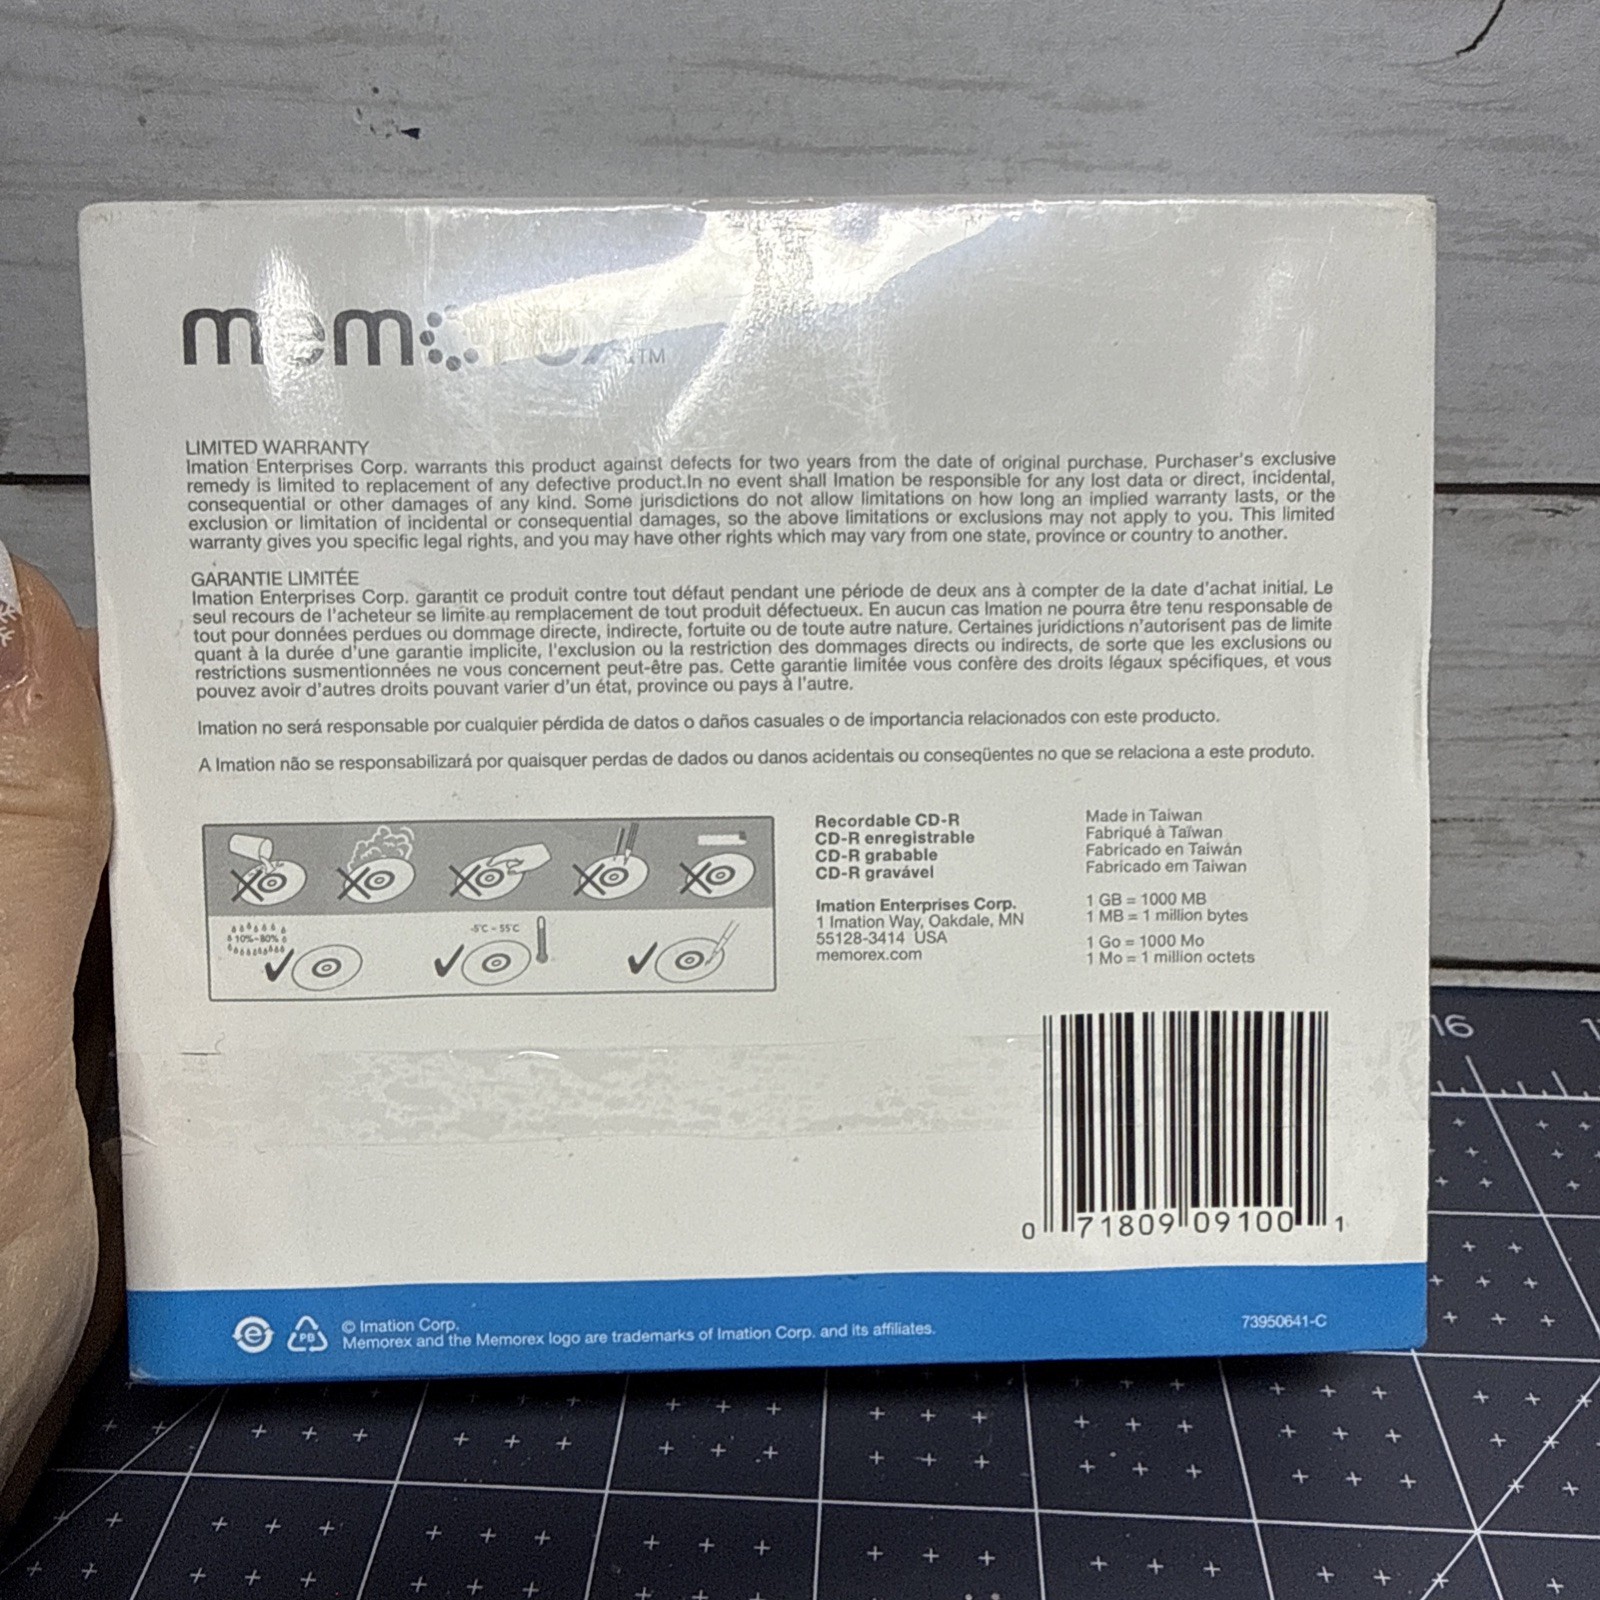 LIMITED WARRANTY
Imation Enterprises Corp. warrants this product against defects for two years from the date of original purchase. Purchaser's exclusive
remedy is limited to replacement of any defective product.In no event shall Imation be responsible for any lost data or direct, incidental,
consequential or other damages of any kind. Some jurisdictions do not allow limitations on how long an implied warranty lasts, or the
exclusion or limitation of incidental or consequential damages, so the above limitations or exclusions may not apply to you. This limited
warranty gives you specific legal rights, and you may have other rights which may vary from one state, province or country to another.
GARANTIE LIMITÉE
Imation Enterprises Corp. garantit ce produit contre tout défaut pendant une période de deux ans à compter de la date d'achat initial. Le
seul recours de l'acheteur se limite au remplacement de tout produit défectueux. En aucun cas Imation ne pourra être tenu responsable de
tout pour données perdues ou dommage directe, indirecte, fortuite ou de toute autre nature. Certaines juridictions n'autorisent pas de limite
quant à la durée d'une garantie implicite, l'exclusion ou la restriction des dommages directs ou indirects, de sorte que les exclusions ou
restrictions susmentionnées ne vous concernent peut-être pas. Cette garantie limitée vous confère des droits légaux spécifiques, et vous
pouvez avoir d'autres droits pouvant varier d'un état, province ou pays à l'autre.
Imation no será responsable por cualquier pérdida de datos o daños casuales o de importancia relacionados con este producto.
A Imation não se responsabilizará por quaisquer perdas de dados ou danos acidentais ou conseqüentes no que se relaciona a este produto.
10%-80%
-5°C - 55°C
Recordable CD-R
CD-R enregistrable
CD-R grabable
CD-R gravável
Imation Enterprises Corp.
1 Imation Way, Oakdale, MN
55128-3414 USA
memorex.com
Made in Taiwan
Fabriqué à Taïwan
Fabricado en Taiwán
Fabricado em Taiwan
1 GB = 1000 MB
1 MB = 1 million bytes
1 Go = 1000 Mo
1 Mo = 1 million octets
0 71809 09100 1
16
e
PB
© Imation Corp.
Memorex and the Memorex logo are trademarks of Imation Corp. and its affiliates.
73950641-C